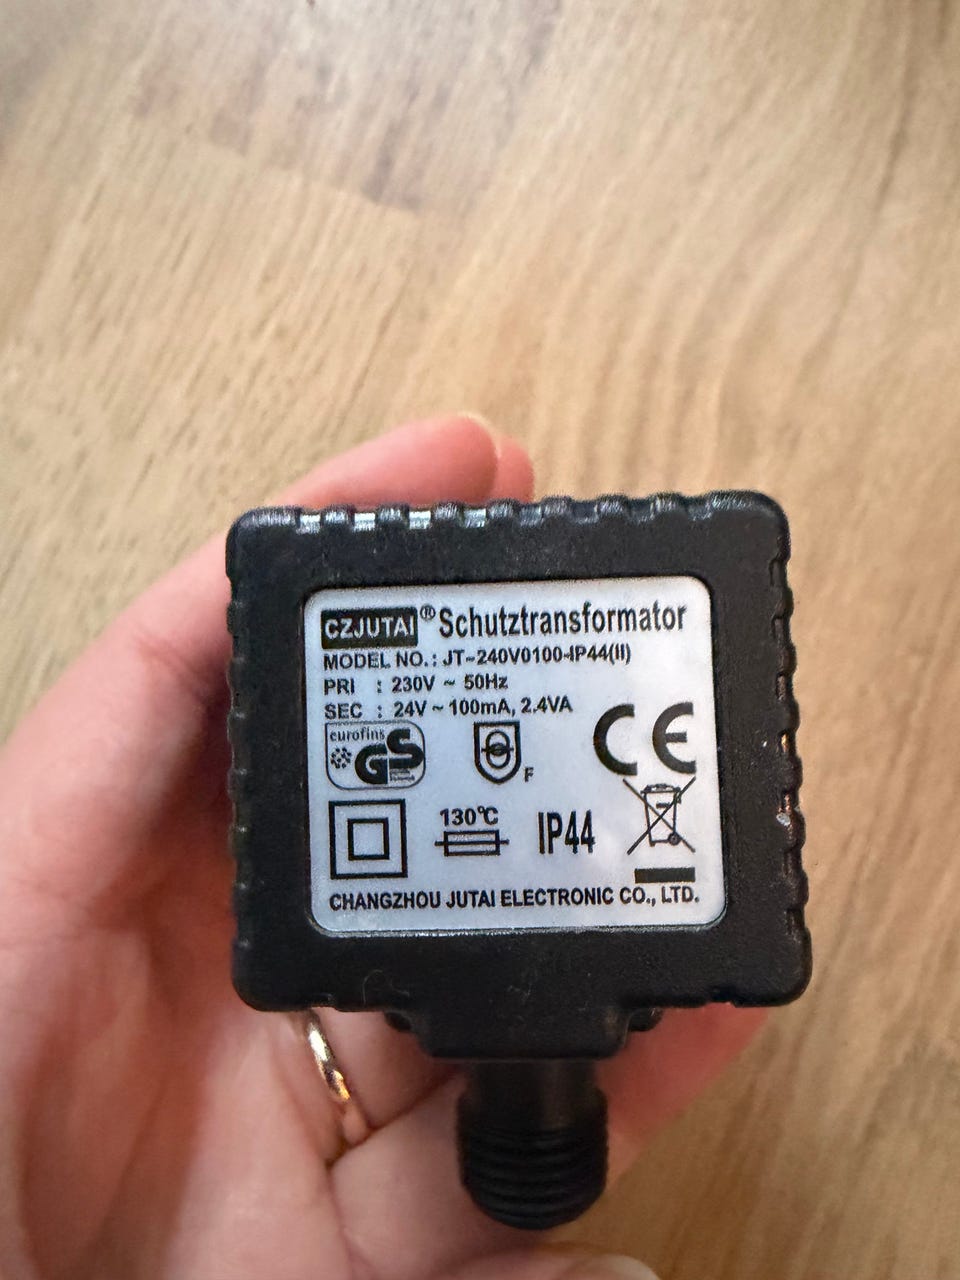 CZJUTAI® Schutztransformator
MODEL NO.: JT-240V0100-IP44(II)
PRI : 230V ~ 50Hz
SEC : 24V ~ 100mA, 2.4VA
eurofins
GS
F
CE
130℃
IP44
CHANGZHOU JUTAI ELECTRONIC CO., LTD.